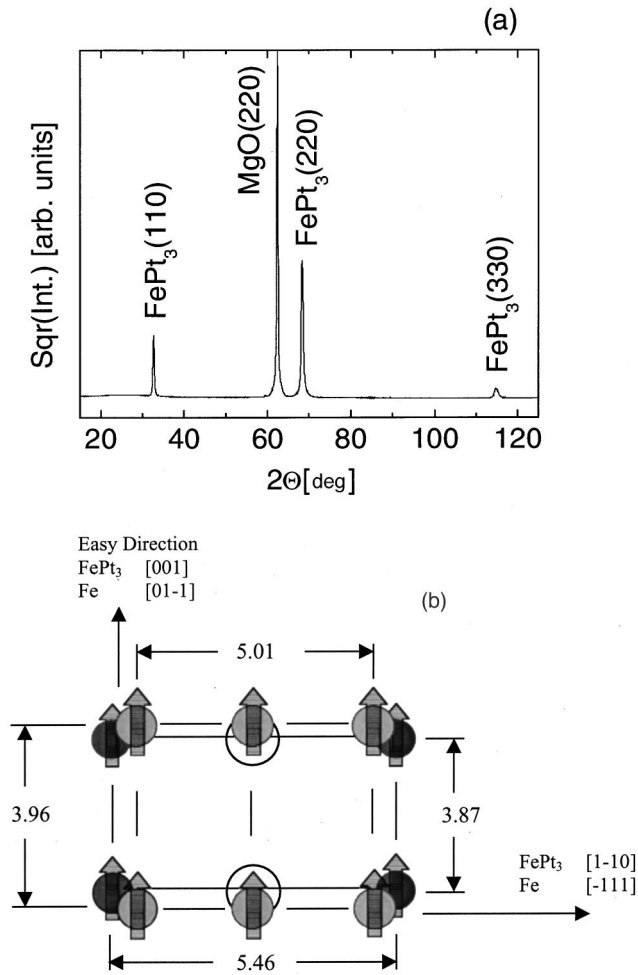 (a)
Sqr(Int.) [arb. units]
FePt₃(110)
MgO(220)
FePt₃(220)
FePt₃(330)
20 40 60 80 100 120
2Θ[deg]
Easy Direction
FePt₃ [001]
Fe [01-1]
(b)
5.01
3.96
3.87
FePt₃ [1-10]
Fe [-111]
5.46